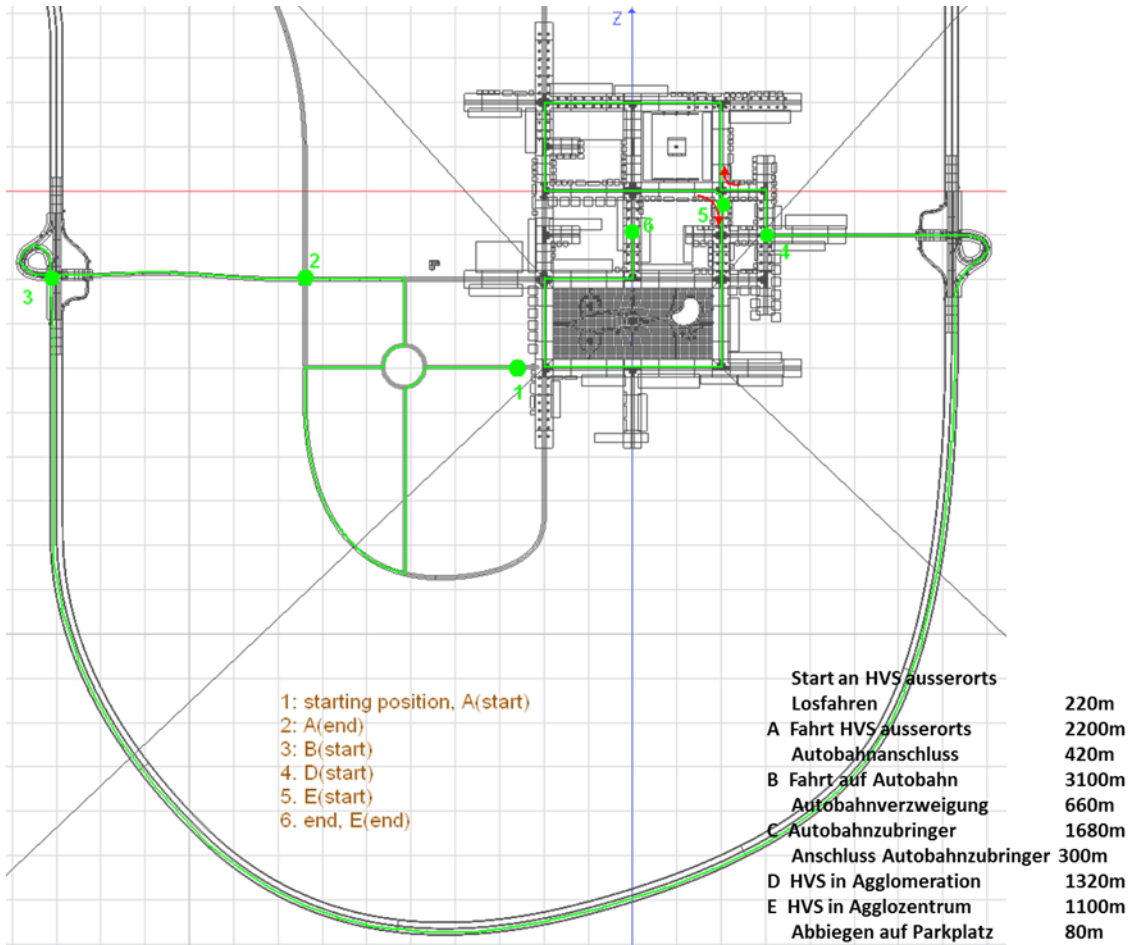 Z
2
5
6
4
3
1
1: starting position, A(start)
2: A(end)
3: B(start)
4. D(start)
5. E(start)
6. end, E(end)
Start an HVS ausserorts
Losfahren 220m
A Fahrt HVS ausserorts 2200m
Autobahnanschluss 420m
B Fahrt auf Autobahn 3100m
Autobahnverzweigung 660m
C Autobahnzubringer 1680m
Anschluss Autobahnzubringer 300m
D HVS in Agglomeration 1320m
E HVS in Agglozentrum 1100m
Abbiegen auf Parkplatz 80m